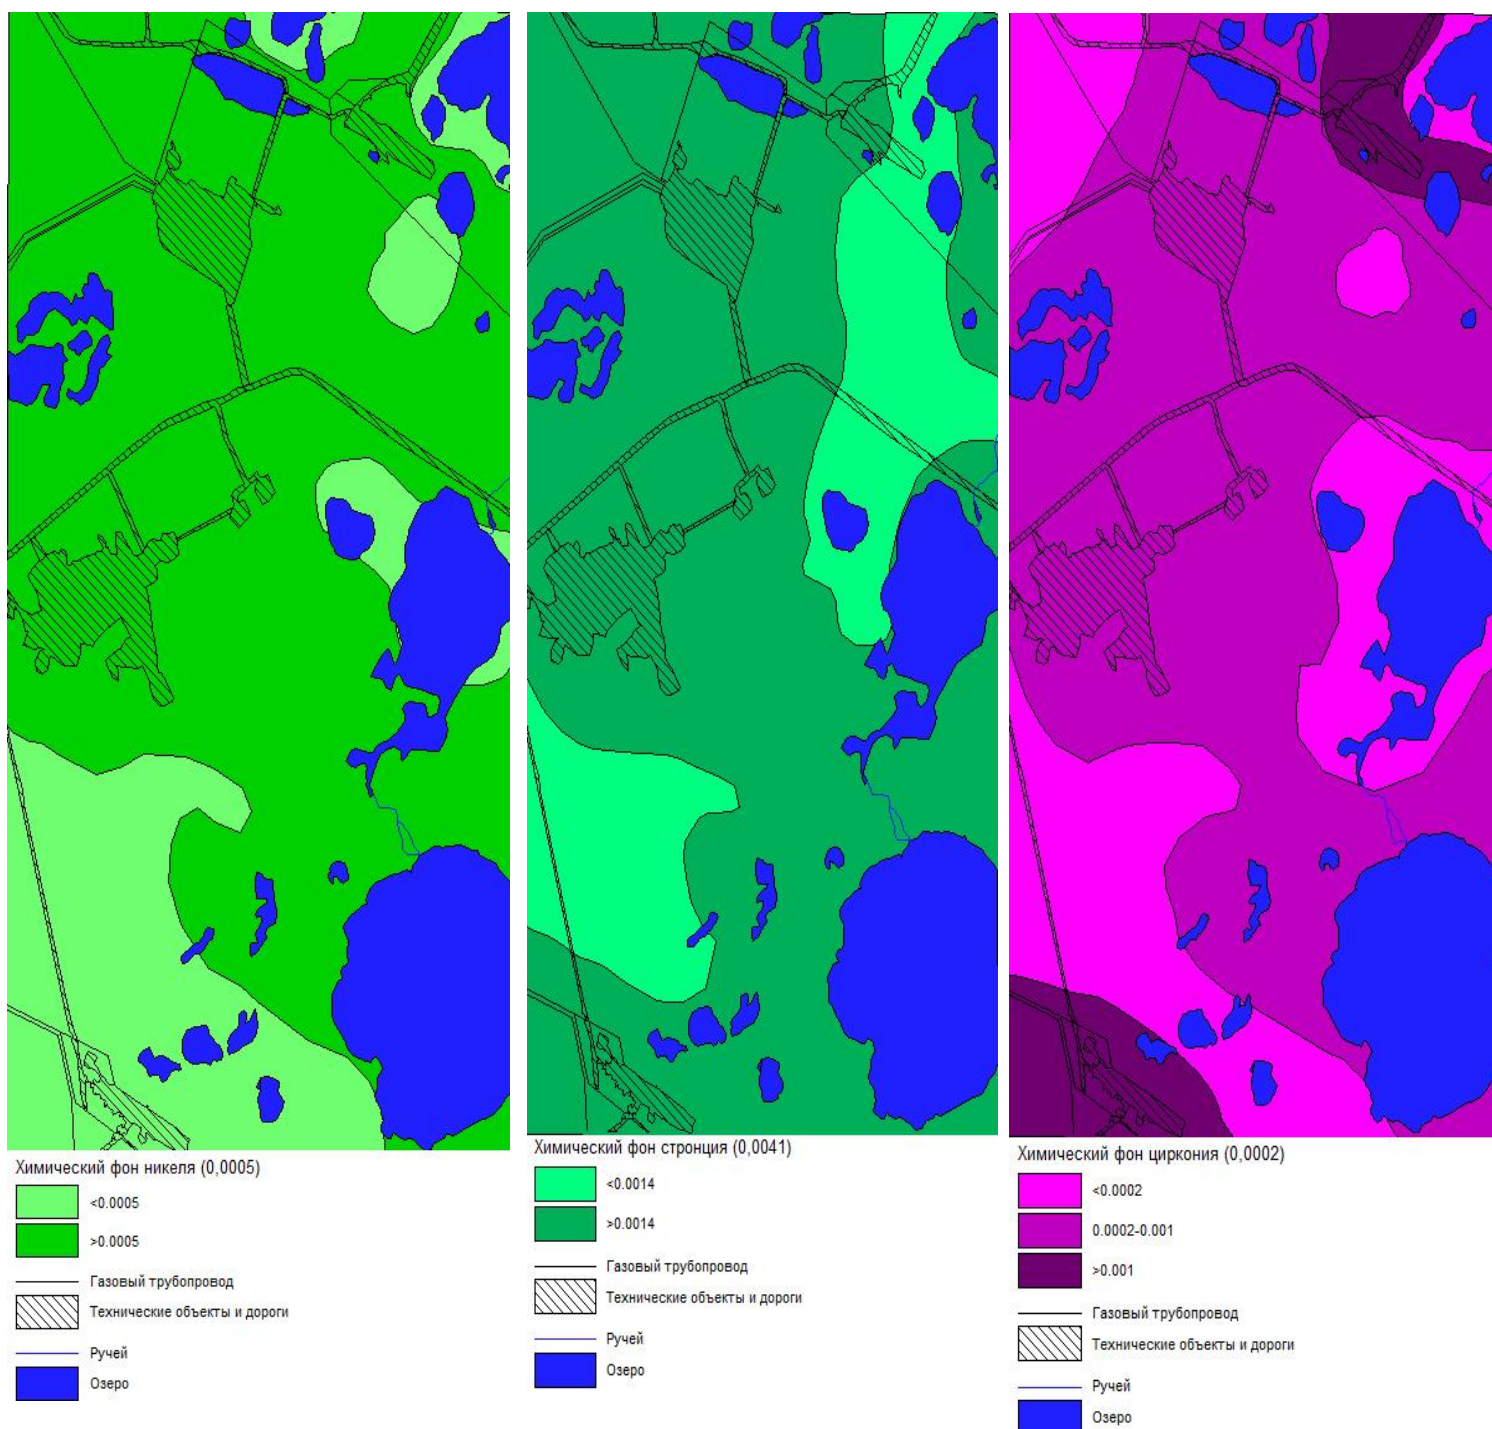 Химический фон никеля (0,0005)
<0.0005
>0.0005
Газовый трубопровод
Технические объекты и дороги
Ручей
Озеро
Химический фон стронция (0,0041)
<0.0014
>0.0014
Газовый трубопровод
Технические объекты и дороги
Ручей
Озеро
Химический фон циркония (0,0002)
<0.0002
0.0002-0.001
>0.001
Газовый трубопровод
Технические объекты и дороги
Ручей
Озеро